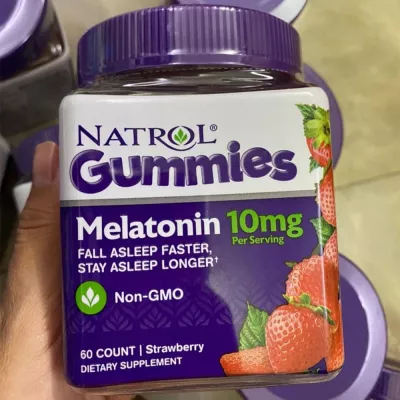 NATROL®
Gummies
Melatonin 10mg
Per Serving
FALL ASLEEP FASTER,
STAY ASLEEP LONGER†
Non-GMO
60 COUNT | Strawberry
DIETARY SUPPLEMENT